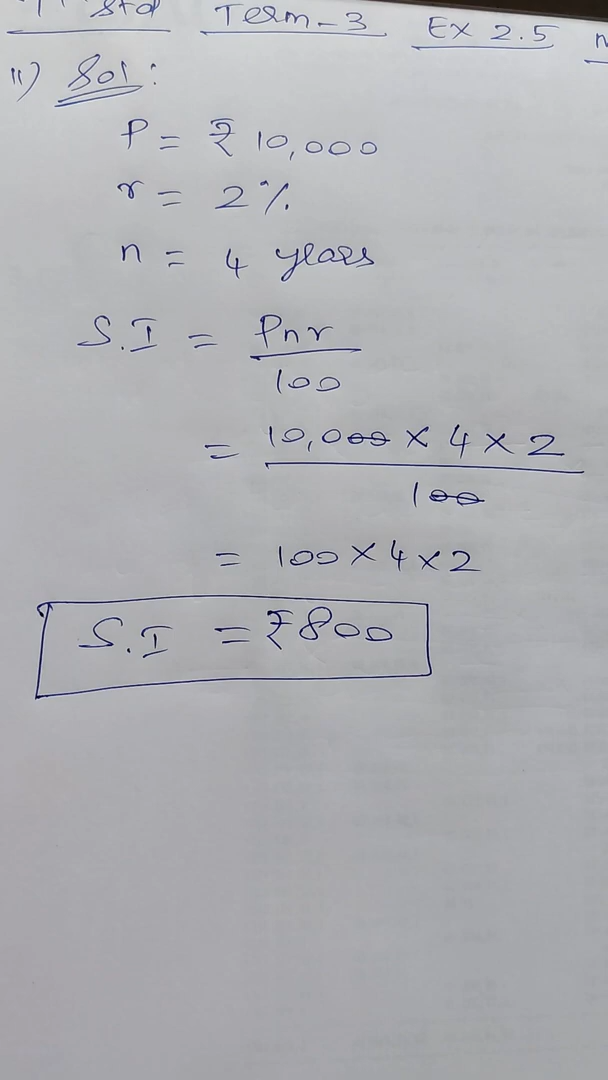 Std Term-3 Ex 2.5
11) Sol:
P = ₹ 10,000
r = 2%
n = 4 years
S.I = Pnr
100
= 10,000 × 4 × 2
100
= 100 × 4 × 2
S.I = ₹800